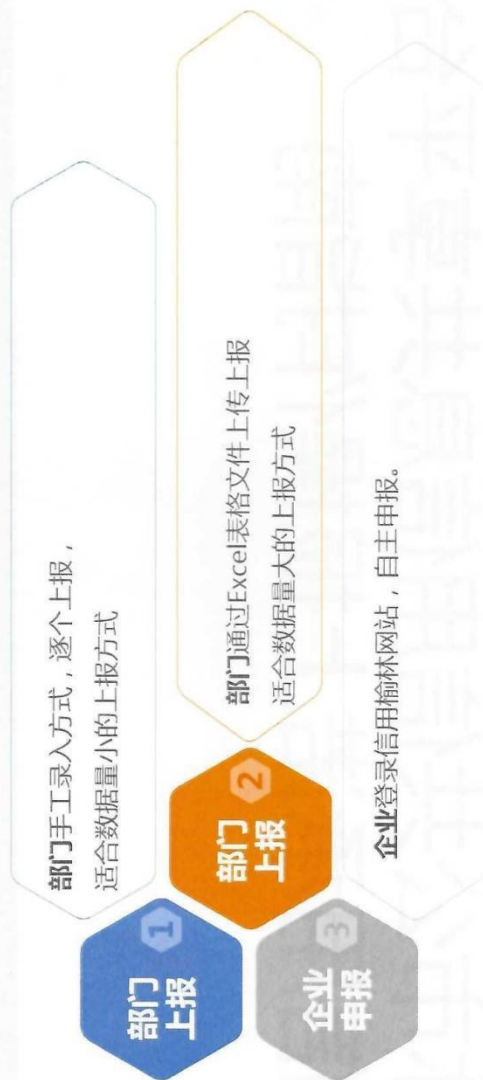 部门
上报
1
部门手工录入方式，逐个上报，
适合数据量小的上报方式
部门
上报
2
部门通过Excel表格文件上传上报
适合数据量大的上报方式
企业
申报
3
企业登录信用榆林网站，自主申报。